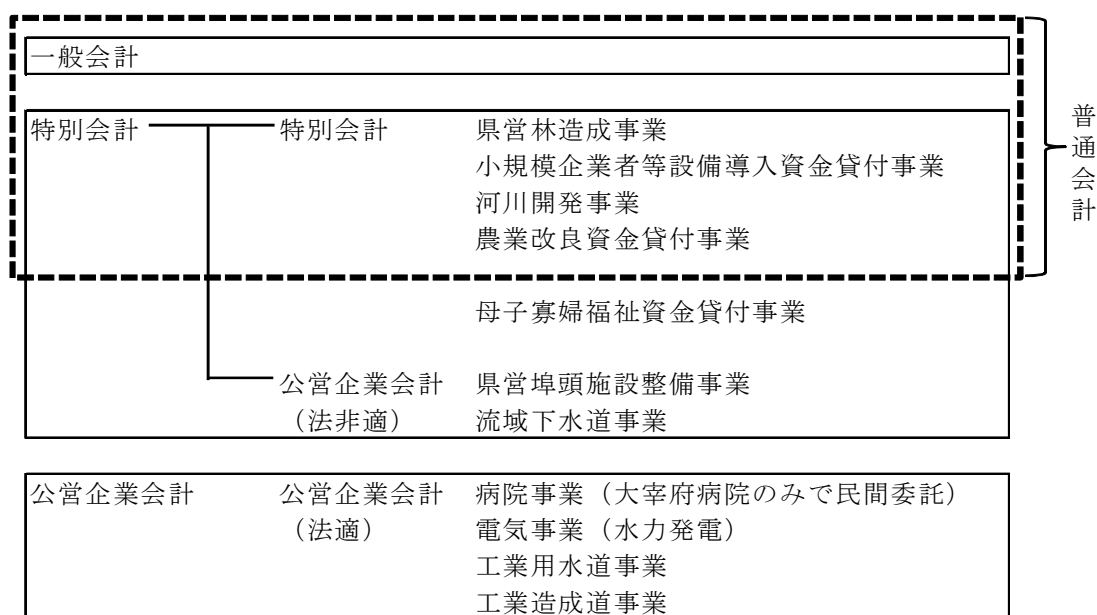 一般会計
特別会計 特別会計 県営林造成事業
小規模企業者等設備導入資金貸付事業
河川開発事業
農業改良資金貸付事業
母子寡婦福祉資金貸付事業
公営企業会計 県営埠頭施設整備事業
（法非適） 流域下水道事業
公営企業会計 公営企業会計 病院事業（大宰府病院のみで民間委託）
（法適） 電気事業（水力発電）
工業用水道事業
工業造成道事業
普通会計